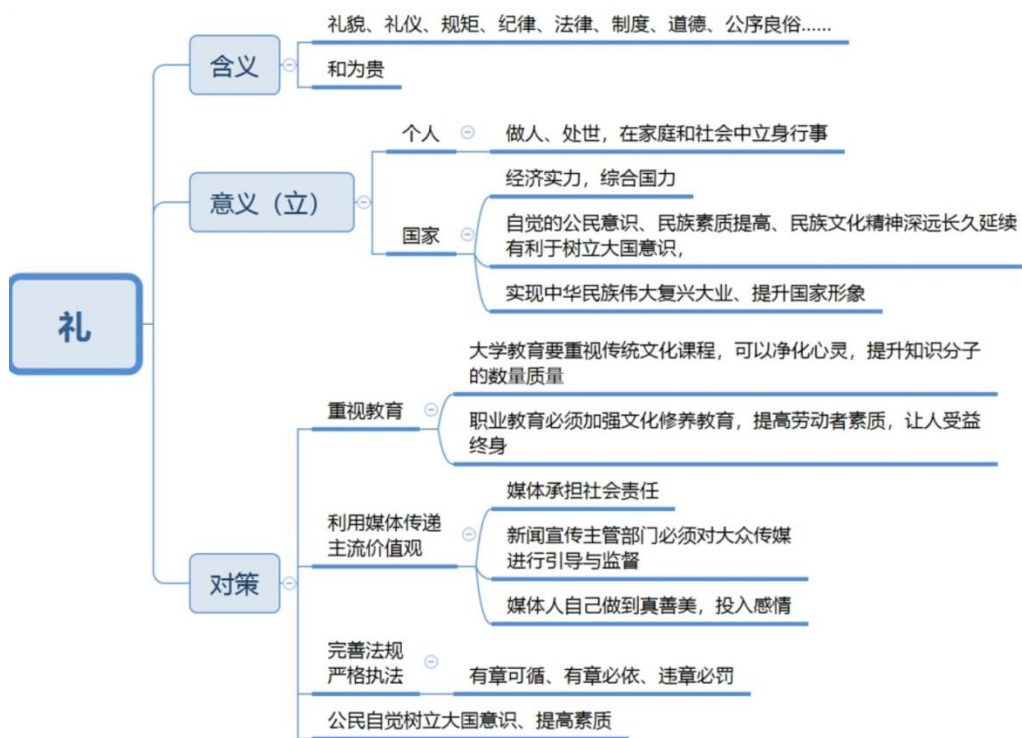 礼
含义
礼貌、礼仪、规矩、纪律、法律、制度、道德、公序良俗......
和为贵
意义（立）
个人
做人、处世，在家庭和社会中立身行事
国家
经济实力，综合国力
自觉的公民意识、民族素质提高、民族文化精神深远长久延续
有利于树立大国意识，
实现中华民族伟大复兴大业、提升国家形象
对策
重视教育
大学教育要重视传统文化课程，可以净化心灵，提升知识分子
的数量质量
职业教育必须加强文化修养教育，提高劳动者素质，让人受益
终身
利用媒体传递
主流价值观
媒体承担社会责任
新闻宣传主管部门必须对大众传媒
进行引导与监督
媒体人自己做到真善美，投入感情
完善法规
严格执法
有章可循、有章必依、违章必罚
公民自觉树立大国意识、提高素质